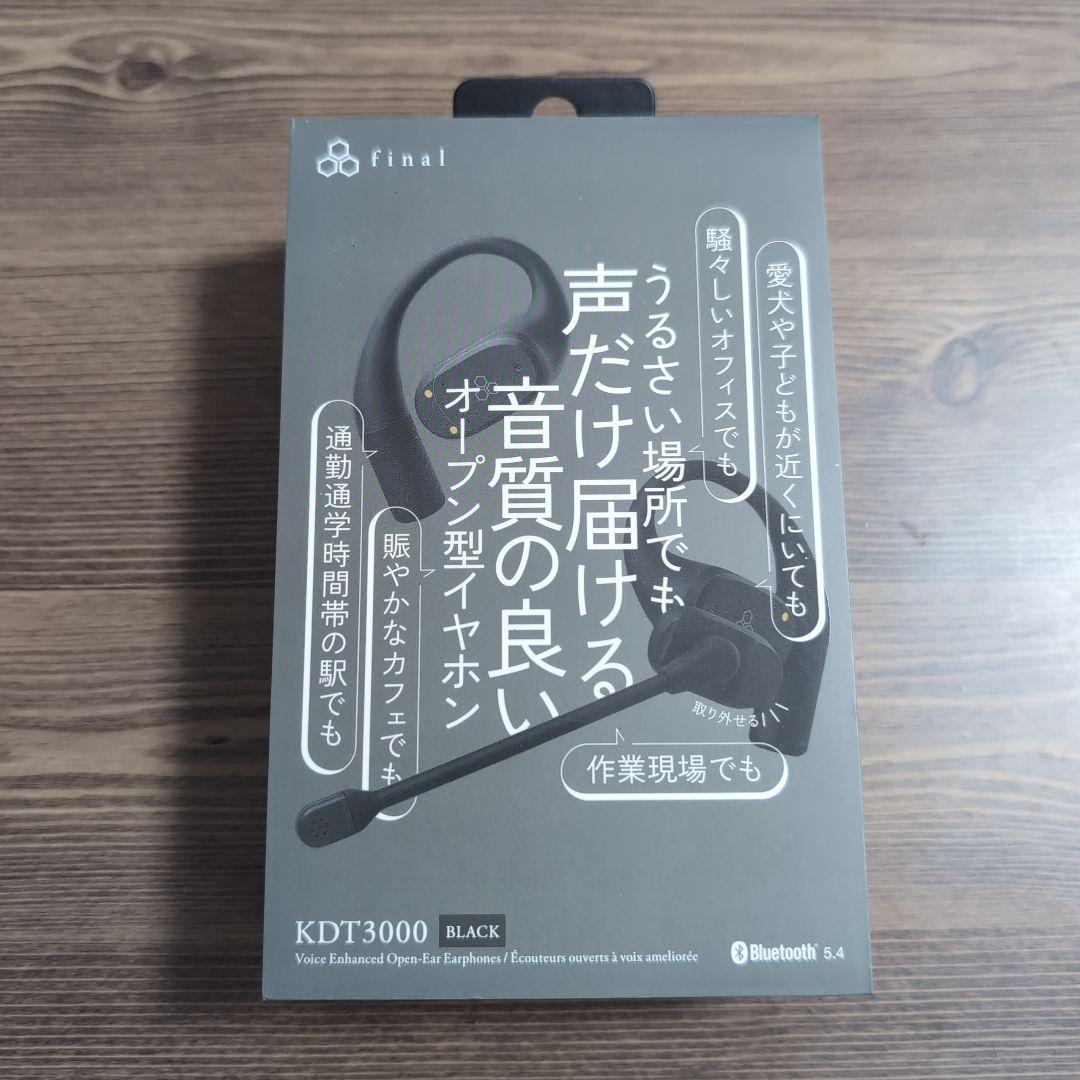 final
愛犬や子どもが近くにいても
騒々しいオフィスでも
うるさい場所でも
声だけ届ける
音質の良い
オープン型イヤホン
賑やかなカフェでも
通勤通学時間帯の駅でも
取り外せる
作業現場でも
KDT3000 BLACK
Voice Enhanced Open-Ear Earphones / Écouteurs ouverts à voix ameliorée
Bluetooth® 5.4